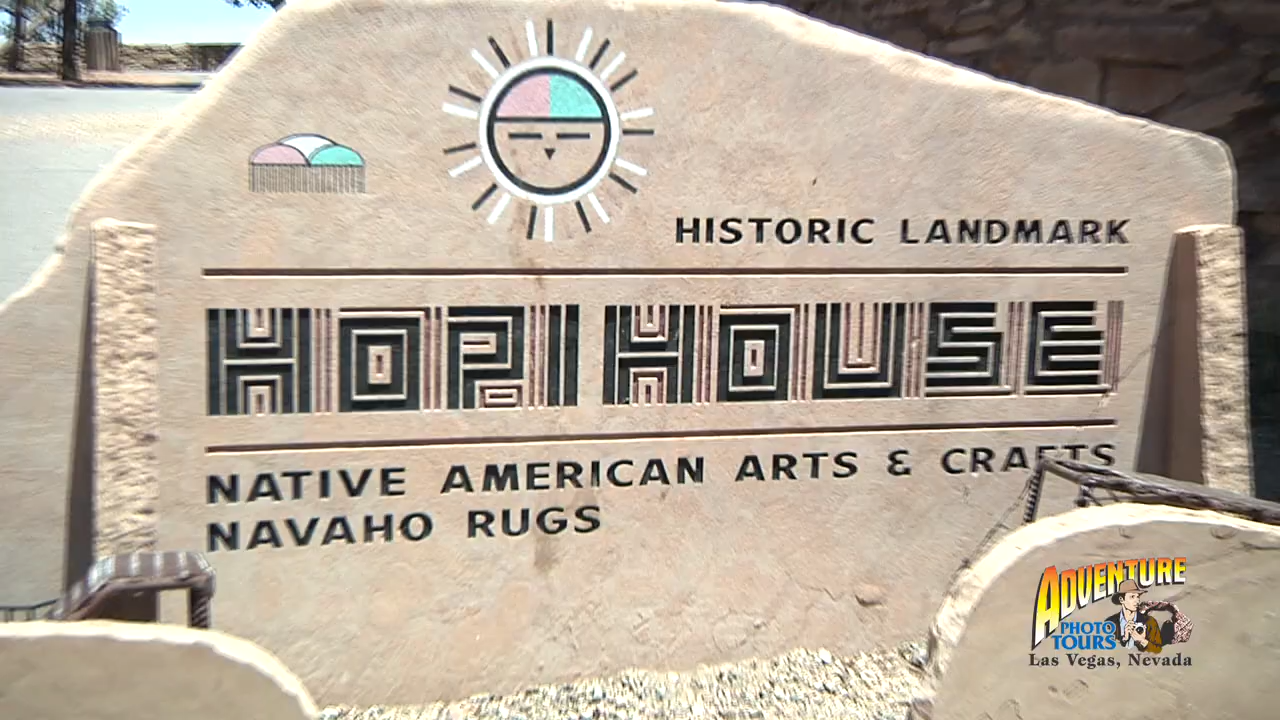 HISTORIC LANDMARK
HOPI HOUSE
NATIVE AMERICAN ARTS & CRAFTS
NAVAHO RUGS
ADVENTURE
PHOTO
TOURS
Las Vegas, Nevada